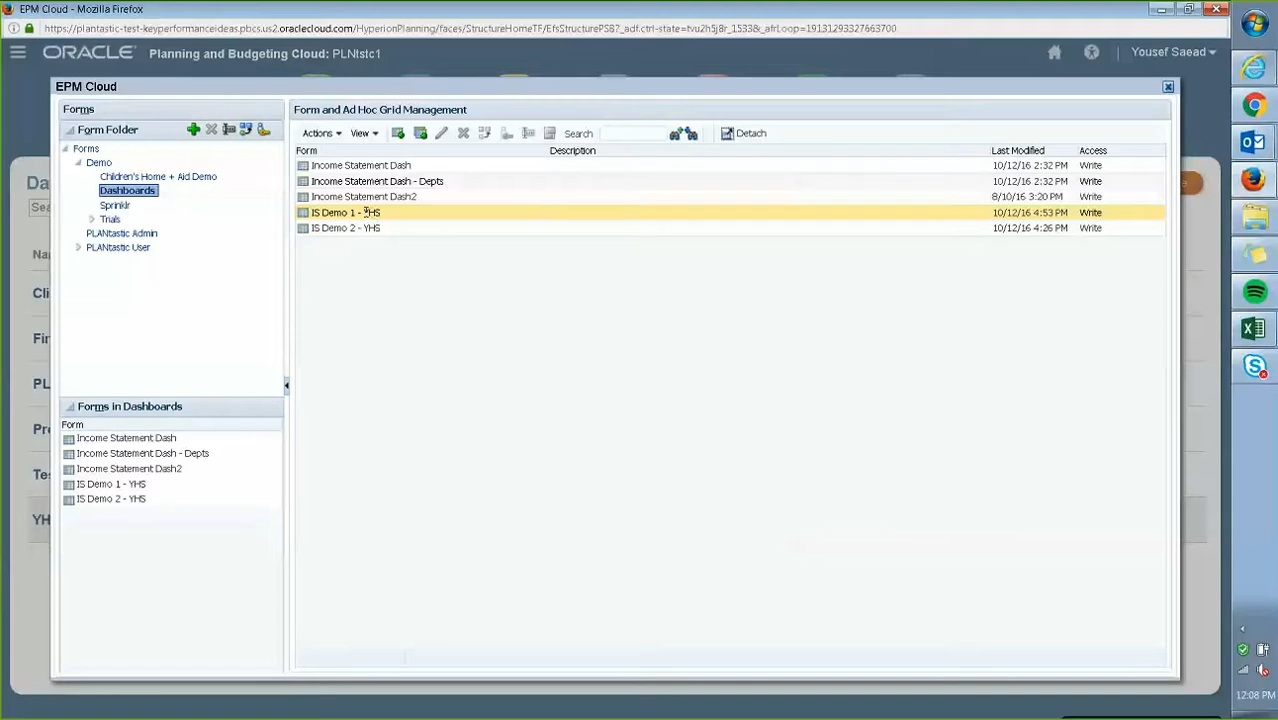 EPM Cloud - Mozilla Firefox
https://plantastic-test-keyperformanceideas.pbcs.us2.oraclecloud.com/HyperionPlanning/faces/StructureHomeTF/EfsStructurePS8?_adf.ctrl-state=tvu2h5j8r_1533&_afrLoop=19131293327663700
ORACLE Planning and Budgeting Cloud: PLNtstc1
Yousef Saead
EPM Cloud
Forms
Form Folder
Forms
Demo
Children's Home + Aid Demo
Dashboards
Sprinklr
Trials
PLANtastic Admin
PLANtastic User
Forms in Dashboards
Form
Income Statement Dash
Income Statement Dash - Depts
Income Statement Dash2
IS Demo 1 - YHS
IS Demo 2 - YHS
Form and Ad Hoc Grid Management
Actions View Search Detach
Form Description Last Modified Access
Income Statement Dash 10/12/16 2:32 PM Write
Income Statement Dash - Depts 10/12/16 2:32 PM Write
Income Statement Dash2 8/10/16 3:20 PM Write
IS Demo 1 - YHS 10/12/16 4:53 PM Write
IS Demo 2 - YHS 10/12/16 4:26 PM Write
12:08 PM